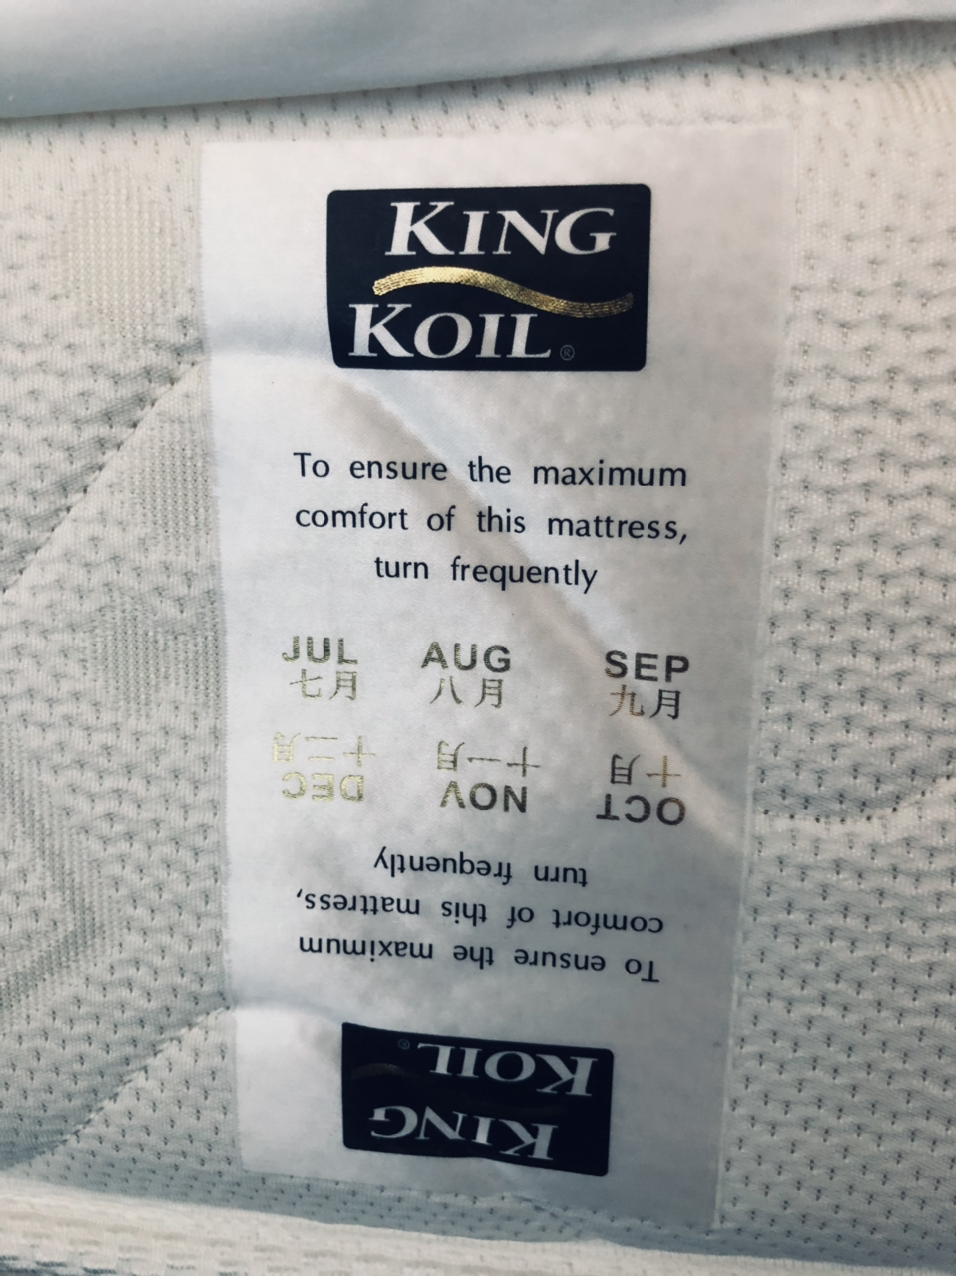 KING
KOIL®
To ensure the maximum
comfort of this mattress,
turn frequently
JUL AUG SEP
七月 八月 九月
十月 十一月 十二月
OCT NOV DEC
To ensure the maximum
comfort of this mattress,
turn frequently
KING
KOIL®